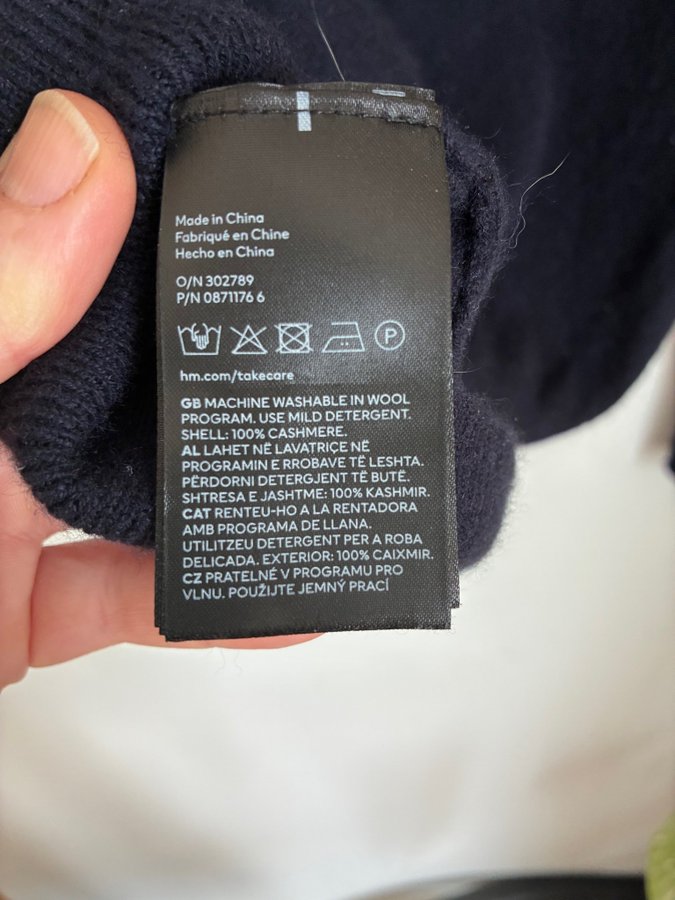 Made in China
Fabriqué en Chine
Hecho en China
O/N 302789
P/N 0871176 6
P
hm.com/takecare
GB MACHINE WASHABLE IN WOOL
PROGRAM. USE MILD DETERGENT.
SHELL: 100% CASHMERE.
AL LAHET NË LAVATRIÇE NË
PROGRAMIN E RROBAVE TË LESHTA.
PËRDORNI DETERGJENT TË BUTË.
SHTRESA E JASHTME: 100% KASHMIR.
CAT RENTEU-HO A LA RENTADORA
AMB PROGRAMA DE LLANA.
UTILITZEU DETERGENT PER A ROBA
DELICADA. EXTERIOR: 100% CAIXMIR.
CZ PRATELNÉ V PROGRAMU PRO
VLNU. POUŽIJTE JEMNÝ PRACÍ